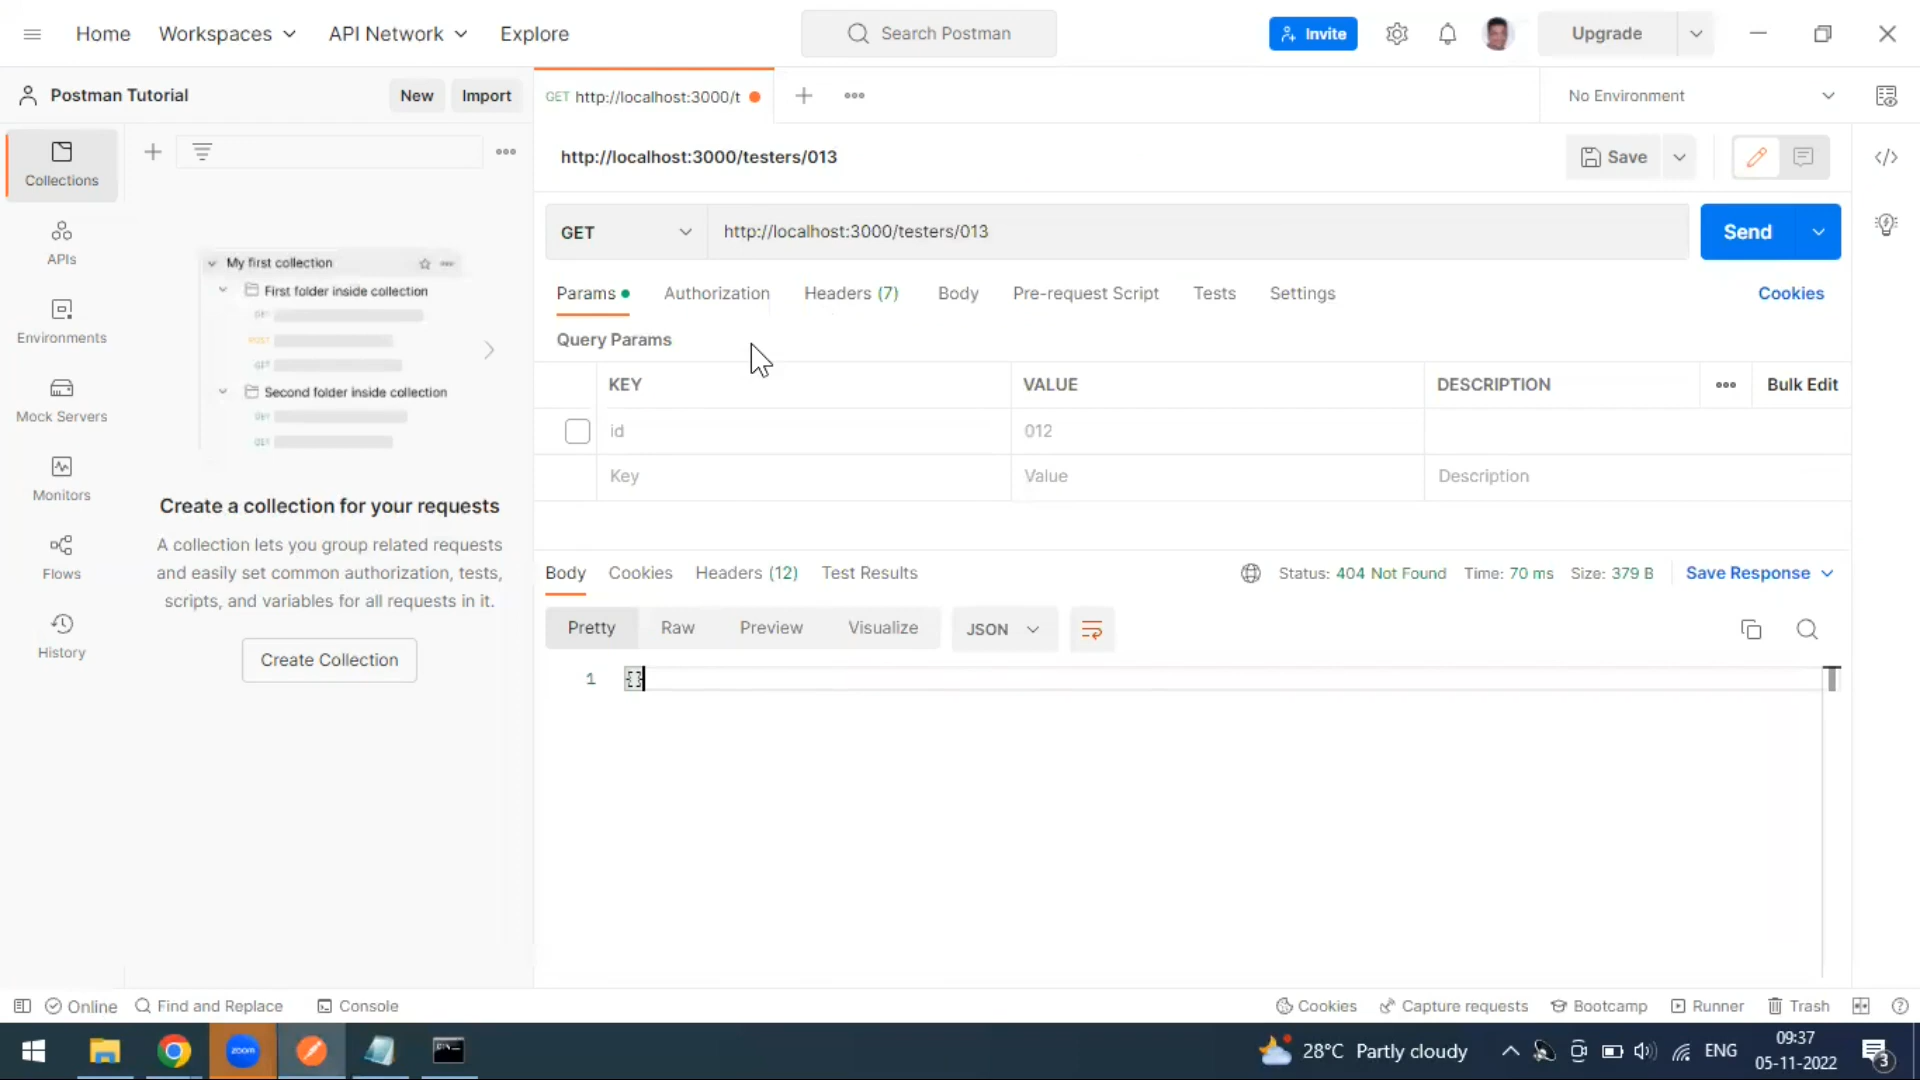 Home Workspaces API Network Explore Search Postman Invite Upgrade
Postman Tutorial New Import GET http://localhost:3000/t No Environment
Collections
http://localhost:3000/testers/013 Save
GET http://localhost:3000/testers/013 Send
APIs
My first collection
First folder inside collection
Params Authorization Headers (7) Body Pre-request Script Tests Settings Cookies
Environments
POST
GET
Query Params
KEY VALUE DESCRIPTION Bulk Edit
Second folder inside collection
Mock Servers
id 012
Key Value Description
Monitors
Create a collection for your requests
A collection lets you group related requests
and easily set common authorization, tests,
scripts, and variables for all requests in it.
Flows
Body Cookies Headers (12) Test Results Status: 404 Not Found Time: 70 ms Size: 379 B Save Response
History
Create Collection
Pretty Raw Preview Visualize JSON
1 {}
Online Find and Replace Console Cookies Capture requests Bootcamp Runner Trash
zoom 28°C Partly cloudy ENG 09:37
05-11-2022 3